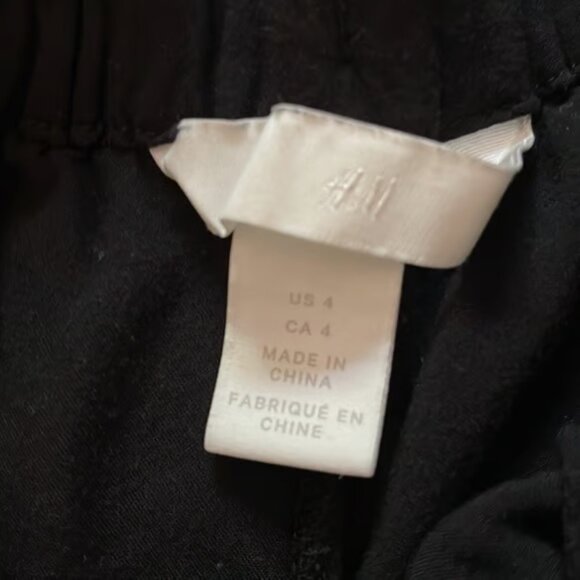 H&M
US 4
CA 4
MADE IN
CHINA
FABRIQUÉ EN
CHINE